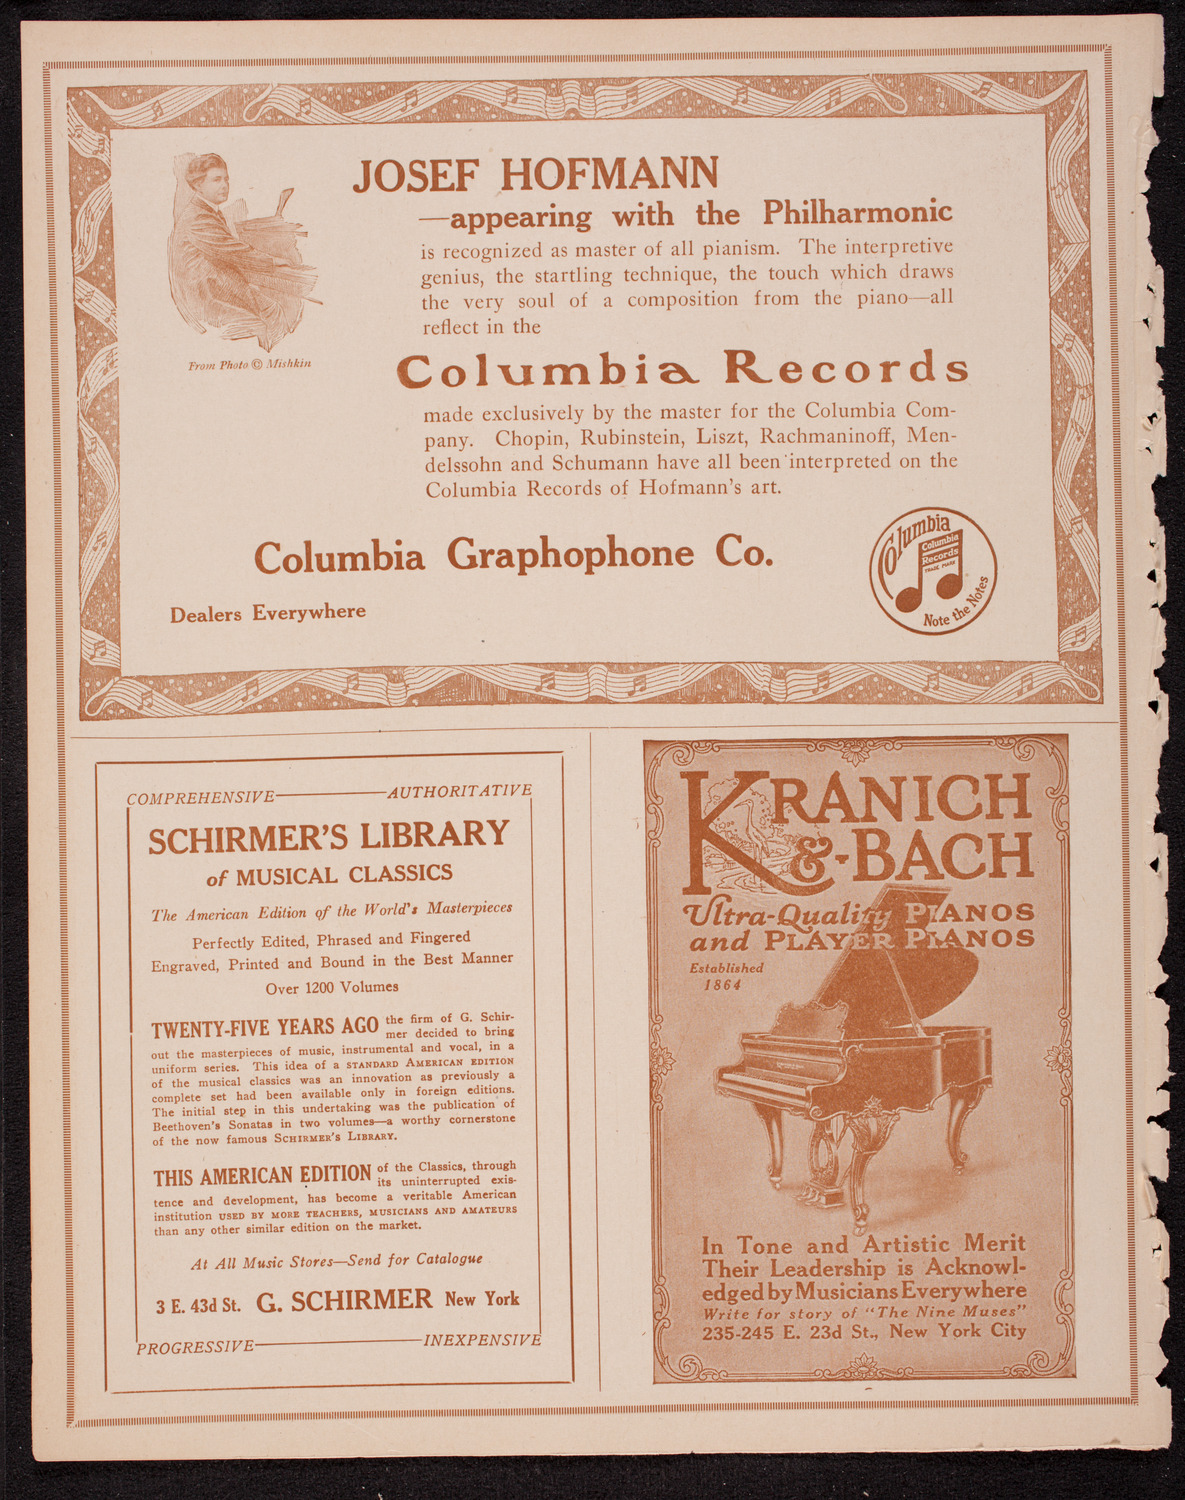 JOSEF HOFMANN
—appearing with the Philharmonic
is recognized as master of all pianism. The interpretive
genius, the startling technique, the touch which draws
the very soul of a composition from the piano—all
reflect in the
From Photo © Mishkin
Columbia Records
made exclusively by the master for the Columbia Com-
pany. Chopin, Rubinstein, Liszt, Rachmaninoff, Men-
delssohn and Schumann have all been interpreted on the
Columbia Records of Hofmann's art.
Columbia Graphophone Co.
Dealers Everywhere
Columbia
Columbia
Records
TRADE MARK
Note the Notes
COMPREHENSIVE—AUTHORITATIVE
SCHIRMER'S LIBRARY
of MUSICAL CLASSICS
The American Edition of the World's Masterpieces
Perfectly Edited, Phrased and Fingered
Engraved, Printed and Bound in the Best Manner
Over 1200 Volumes
TWENTY-FIVE YEARS AGO the firm of G. Schir-
mer decided to bring
out the masterpieces of music, instrumental and vocal, in a
uniform series. This idea of a STANDARD AMERICAN EDITION
of the musical classics was an innovation as previously a
complete set had been available only in foreign editions.
The initial step in this undertaking was the publication of
Beethoven's Sonatas in two volumes—a worthy cornerstone
of the now famous SCHIRMER'S LIBRARY.
THIS AMERICAN EDITION of the Classics, through
its uninterrupted exis-
tence and development, has become a veritable American
institution USED BY MORE TEACHERS, MUSICIANS AND AMATEURS
than any other similar edition on the market.
At All Music Stores—Send for Catalogue
3 E. 43d St. G. SCHIRMER New York
PROGRESSIVE—INEXPENSIVE
KRANICH
&-BACH
Ultra-Quality PIANOS
and PLAYER PIANOS
Established
1864
In Tone and Artistic Merit
Their Leadership is Acknowl-
edged by Musicians Everywhere
Write for story of "The Nine Muses"
235-245 E. 23d St., New York City